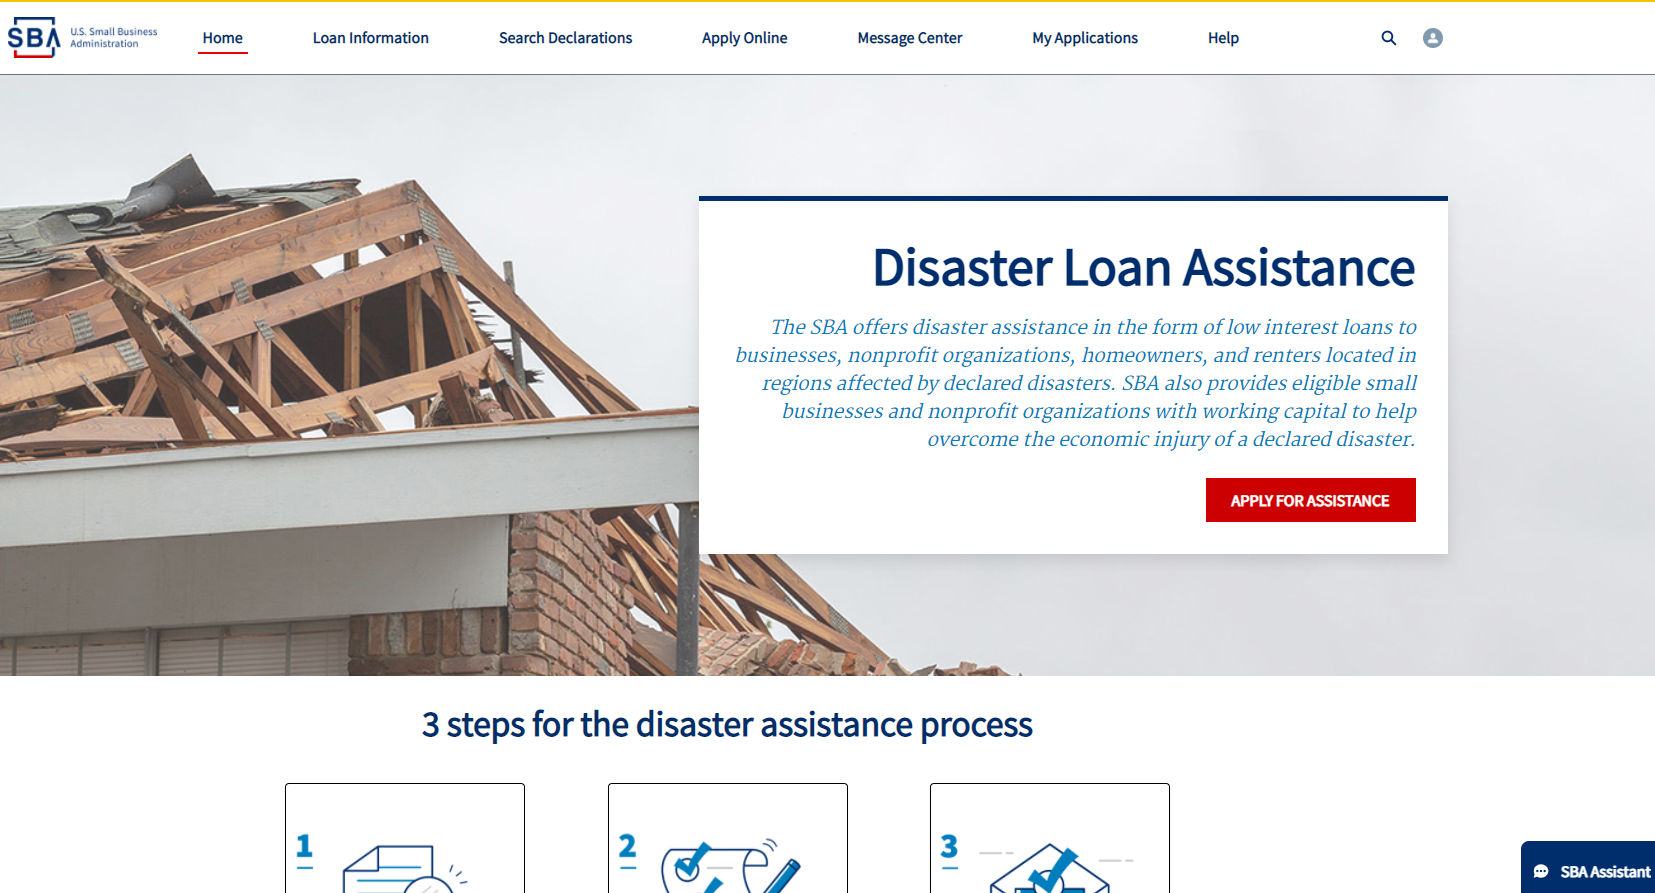 SBA
U.S. Small Business
Administration
Home
Loan Information
Search Declarations
Apply Online
Message Center
My Applications
Help
Disaster Loan Assistance
The SBA offers disaster assistance in the form of low interest loans to
businesses, nonprofit organizations, homeowners, and renters located in
regions affected by declared disasters. SBA also provides eligible small
businesses and nonprofit organizations with working capital to help
overcome the economic injury of a declared disaster.
APPLY FOR ASSISTANCE
3 steps for the disaster assistance process
1
2
3
SBA Assistant